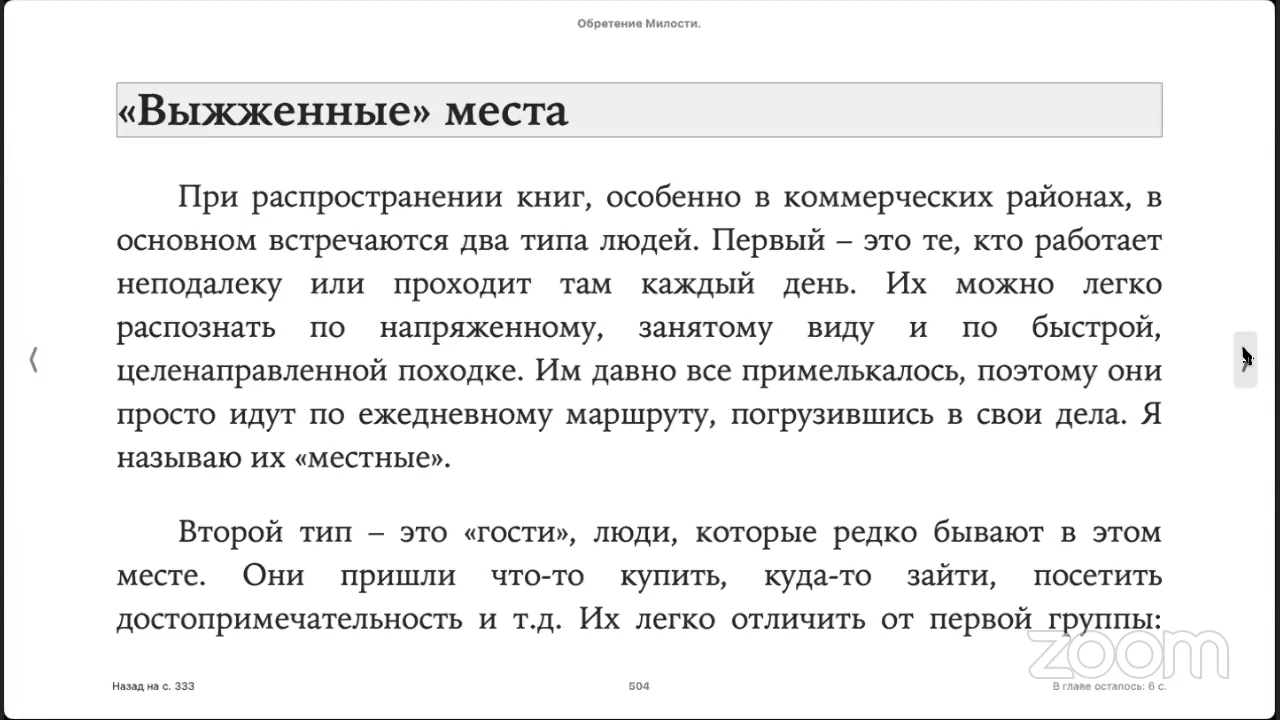 Обретение Милости.
«Выжженные» места
При распространении книг, особенно в коммерческих районах, в
основном встречаются два типа людей. Первый – это те, кто работает
неподалеку или проходит там каждый день. Их можно легко
распознать по напряженному, занятому виду и по быстрой,
целенаправленной походке. Им давно все примелькалось, поэтому они
просто идут по ежедневному маршруту, погрузившись в свои дела. Я
называю их «местные».
Второй тип – это «гости», люди, которые редко бывают в этом
месте. Они пришли что-то купить, куда-то зайти, посетить
достопримечательность и т.д. Их легко отличить от первой группы:
zoom
Назад на с. 333
504
В главе осталось: 6 с.